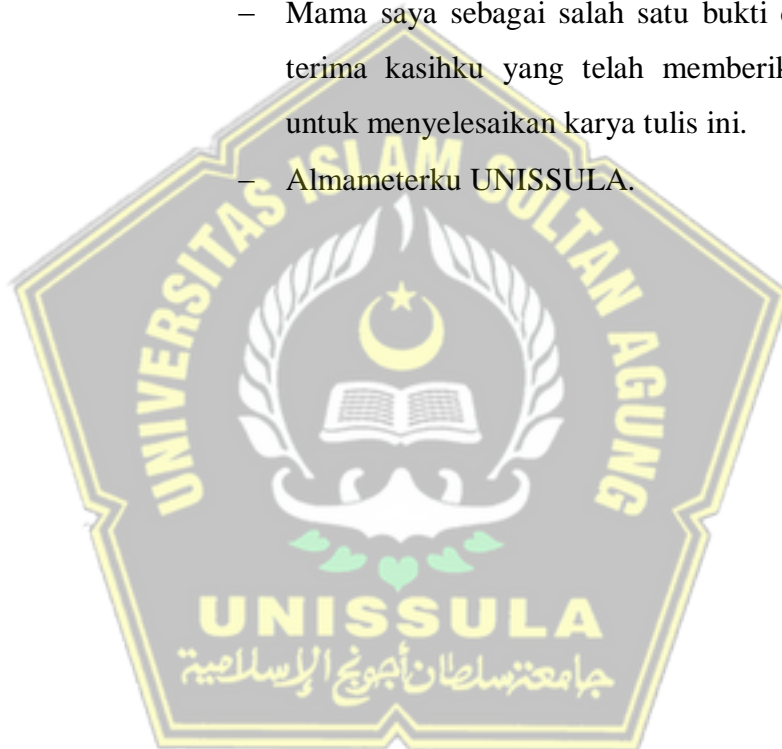 – Mama saya sebagai salah satu bukti
terima kasihku yang telah
untuk menyelesaikan karya tulis ini.
– Almameterku UNISSULA.
UNIVERSITAS ISLAM SULTAN AGUNG
UNISSULA
جامعة سلطان أجونج الإسلامية